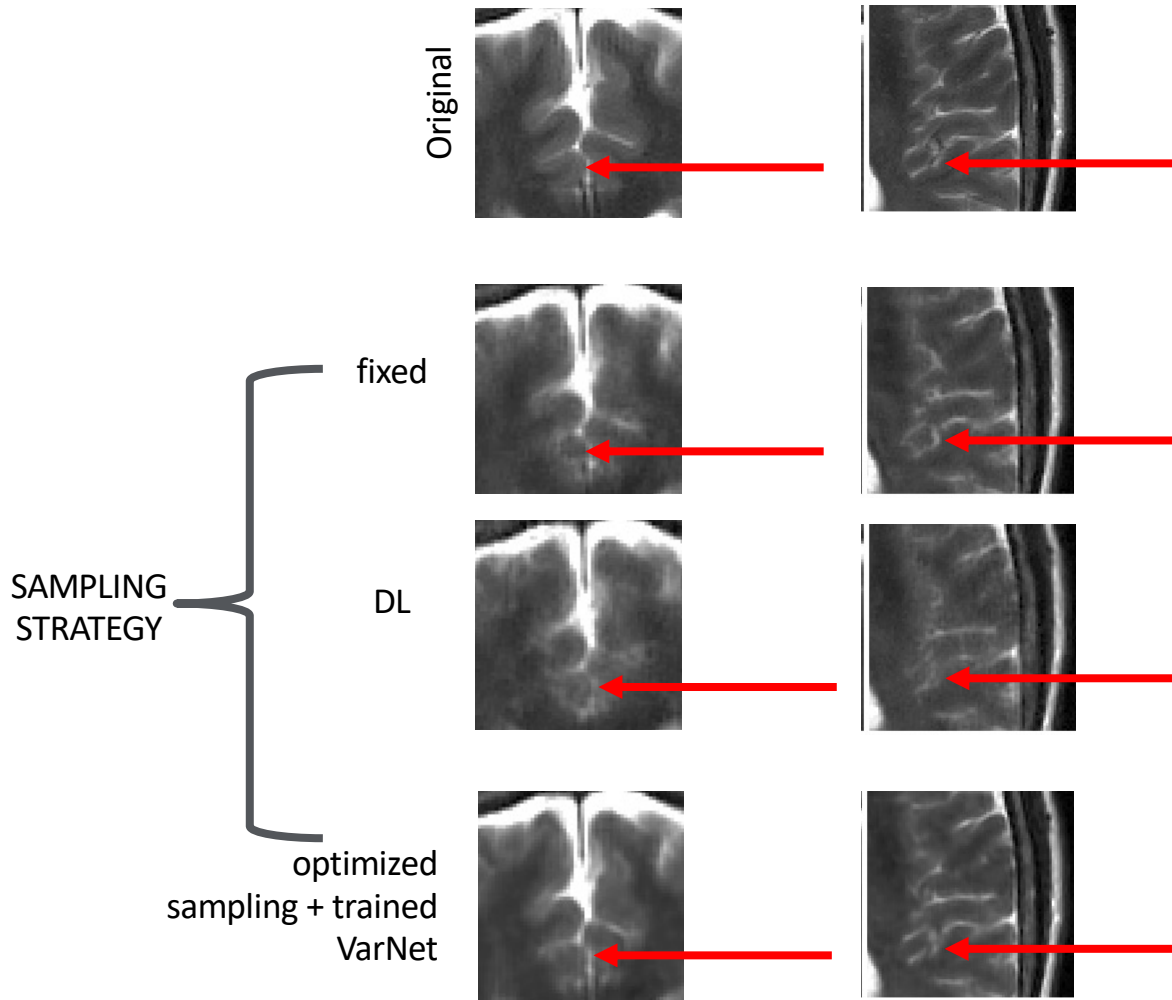 Original
fixed
SAMPLING
STRATEGY
DL
optimized
sampling + trained
VarNet